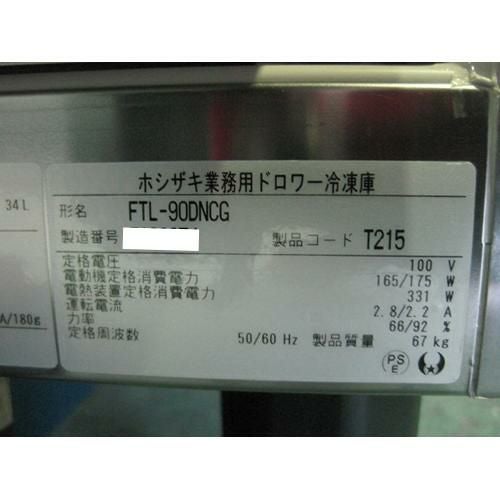 ホシザキ業務用ドロワー冷凍庫
形名 FTL-90DNCG
製造番号 製品コード T215
定格電圧 100 V
電動機定格消費電力 165/175 W
電熱装置定格消費電力 331 W
運転電流 2.8/2.2 A
力率 66/92 %
定格周波数 50/60 Hz 製品質量 67 kg
PS
E
34L
A/180g